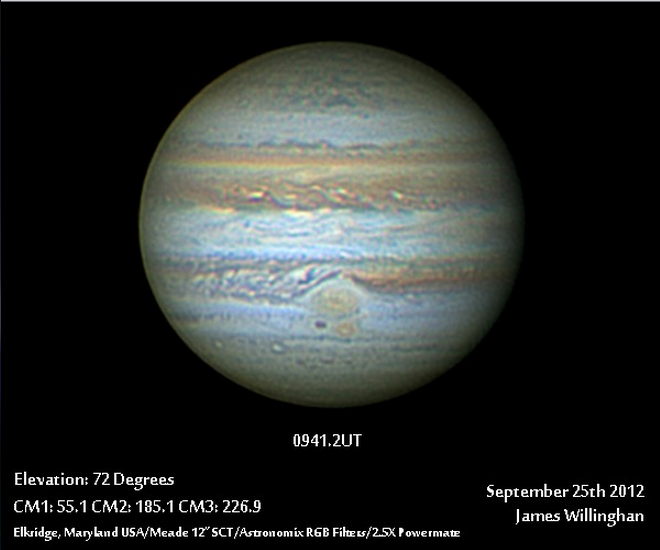 0941.2UT
Elevation: 72 Degrees
CM1: 55.1 CM2: 185.1 CM3: 226.9
Elkridge, Maryland USA/Meade 12" SCT/Astronomix RGB Filters/2.5X Powermate
September 25th 2012
James Willinghan